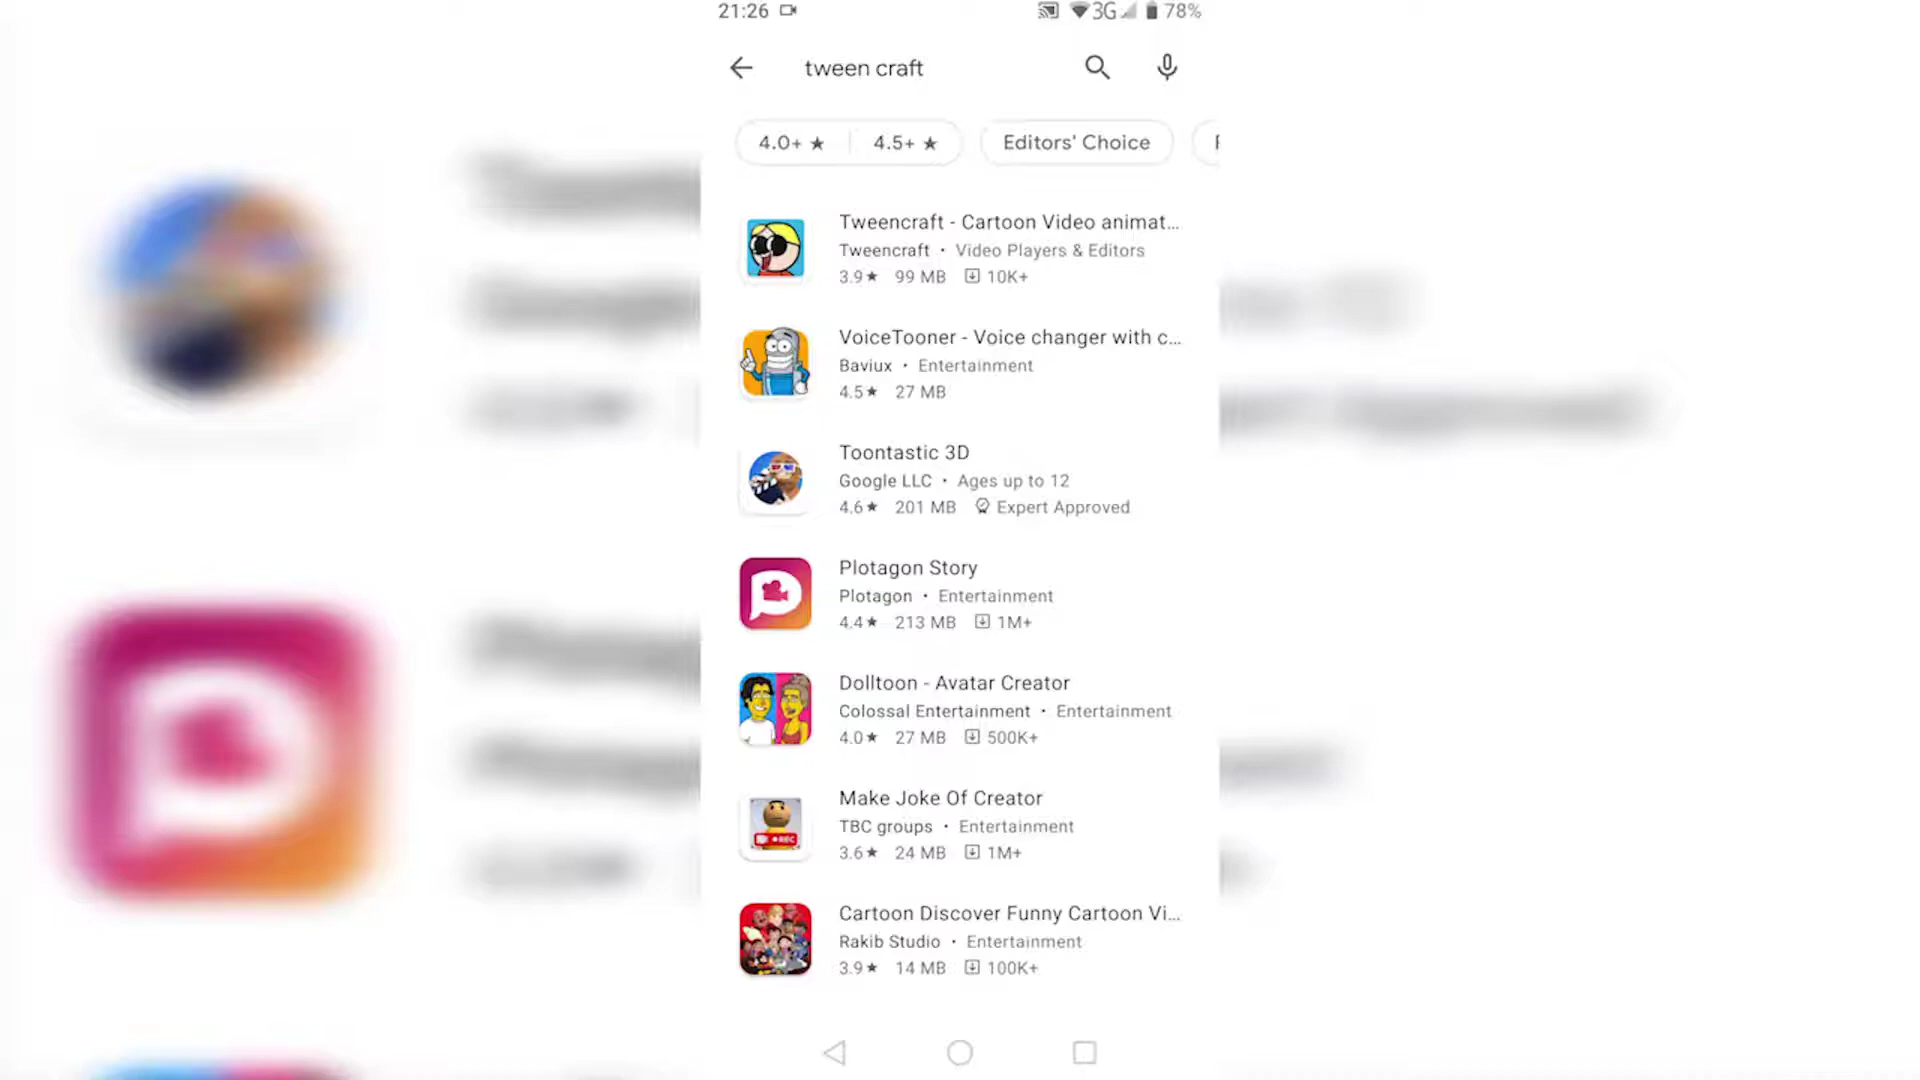 21:26 3G 78%
tween craft
4.0+ ★ 4.5+ ★ Editors' Choice
Tweencraft - Cartoon Video animat...
Tweencraft • Video Players & Editors
3.9★ 99 MB 10K+
VoiceTooner - Voice changer with c...
Baviux • Entertainment
4.5★ 27 MB
Toontastic 3D
Google LLC • Ages up to 12
4.6★ 201 MB Expert Approved
Plotagon Story
Plotagon • Entertainment
4.4★ 213 MB 1M+
Dolltoon - Avatar Creator
Colossal Entertainment • Entertainment
4.0★ 27 MB 500K+
Make Joke Of Creator
TBC groups • Entertainment
3.6★ 24 MB 1M+
REC
Cartoon Discover Funny Cartoon Vi...
Rakib Studio • Entertainment
3.9★ 14 MB 100K+